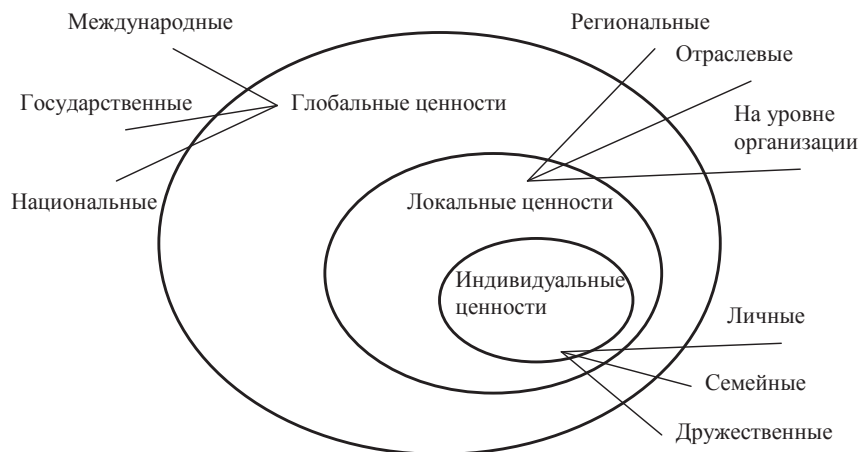 Международные
Региональные
Отраслевые
Государственные
Глобальные ценности
На уровне
организации
Национальные
Локальные ценности
Индивидуальные
ценности
Личные
Семейные
Дружественные